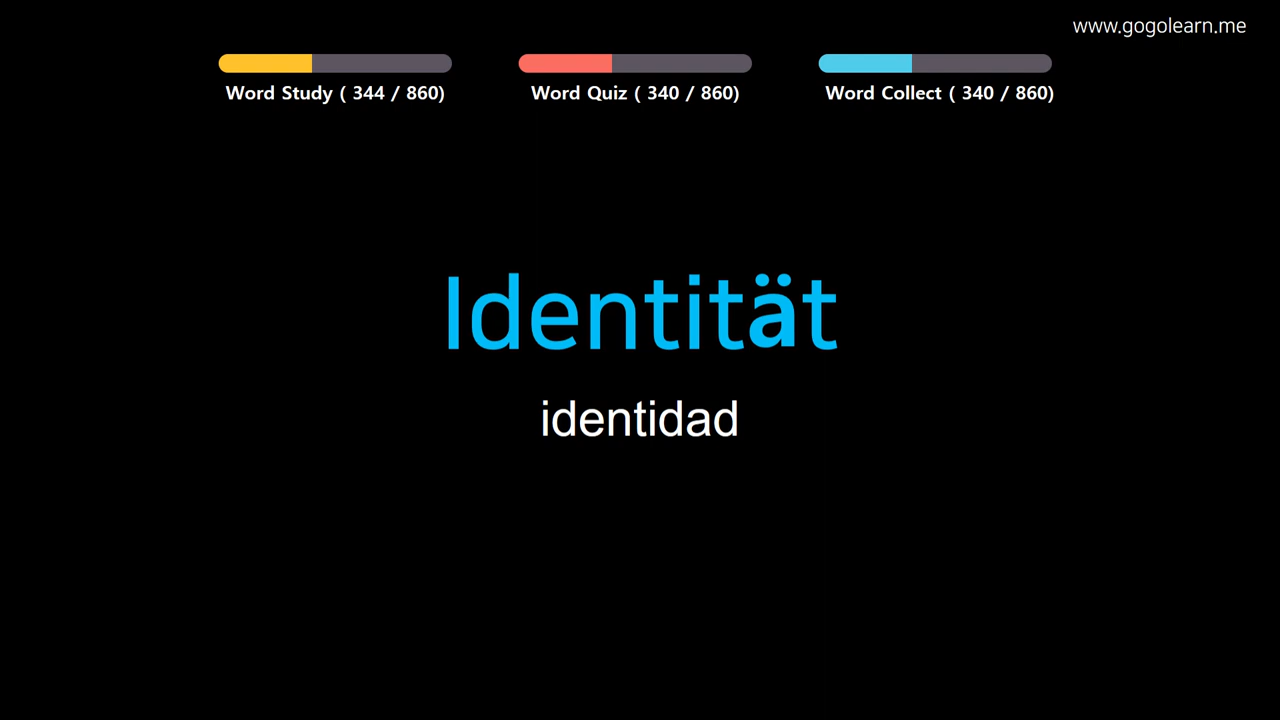 www.gogolearn.me
Word Study ( 344 / 860)
Word Quiz ( 340 / 860)
Word Collect ( 340 / 860)
Identität
identidad